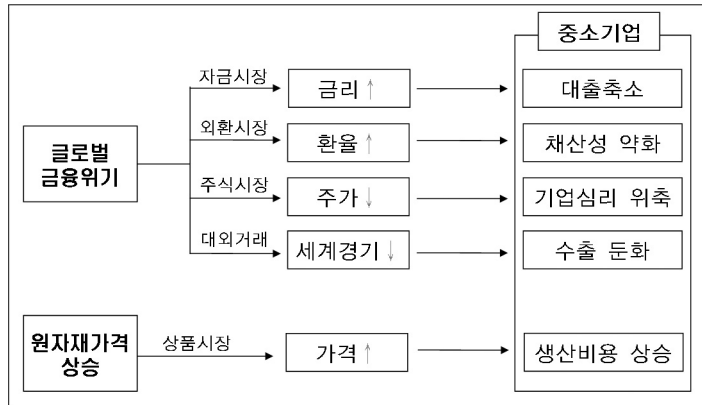 중소기업
자금시장
금리 ↑
대출축소
외환시장
환율 ↑
채산성 약화
글로벌
금융위기
주식시장
주가 ↓
기업심리 위축
대외거래
세계경기 ↓
수출 둔화
원자재가격
상승
상품시장
가격 ↑
생산비용 상승